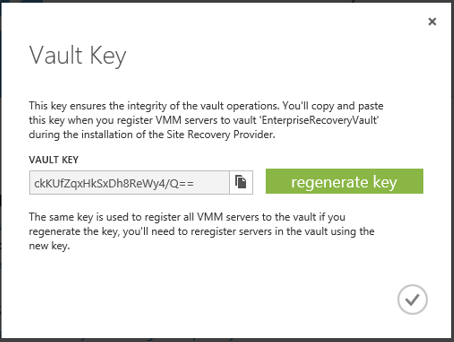 Vault Key
This key ensures the integrity of the vault operations. You'll copy and paste
this key when you register VMM servers to vault 'EnterpriseRecoveryVault'
during the installation of the Site Recovery Provider.
VAULT KEY
ckKUfZqxHkSxDh8ReWy4/Q==
regenerate key
The same key is used to register all VMM servers to the vault if you
regenerate the key, you'll need to reregister servers in the vault using the
new key.